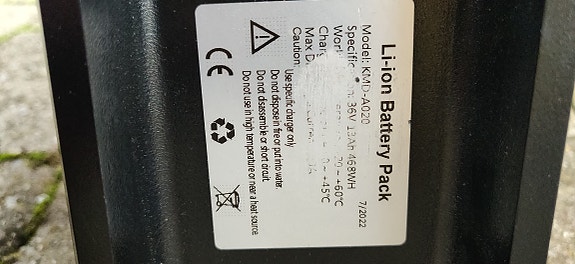 Li-ion Battery Pack
Model: KMD-A020 7/2022
36V 13Ah 468WH
+60°C
~ +45°C
Max
Caution:
Use specific charger only
Do not dispose in fire or put into water.
Do not disassemble or short circuit.
Do not use in high temperature or near a heat source.
CE